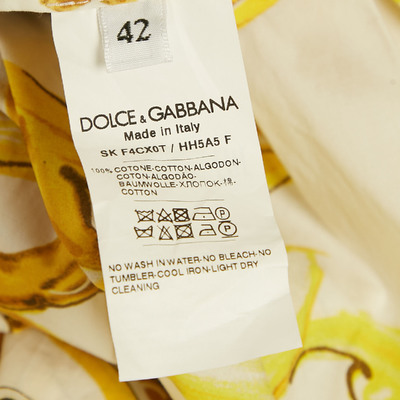 42
DOLCE & GABBANA
Made in Italy
SK F4CX0T / HH5A5 F
100% COTONE-COTTON-ALGODON-
COTON-ALGODÃO-
BAUMWOLLE-ХЛОПОК-棉
COTTON
NO WASH IN WATER-NO BLEACH-NO
TUMBLER-COOL IRON-LIGHT DRY
CLEANING